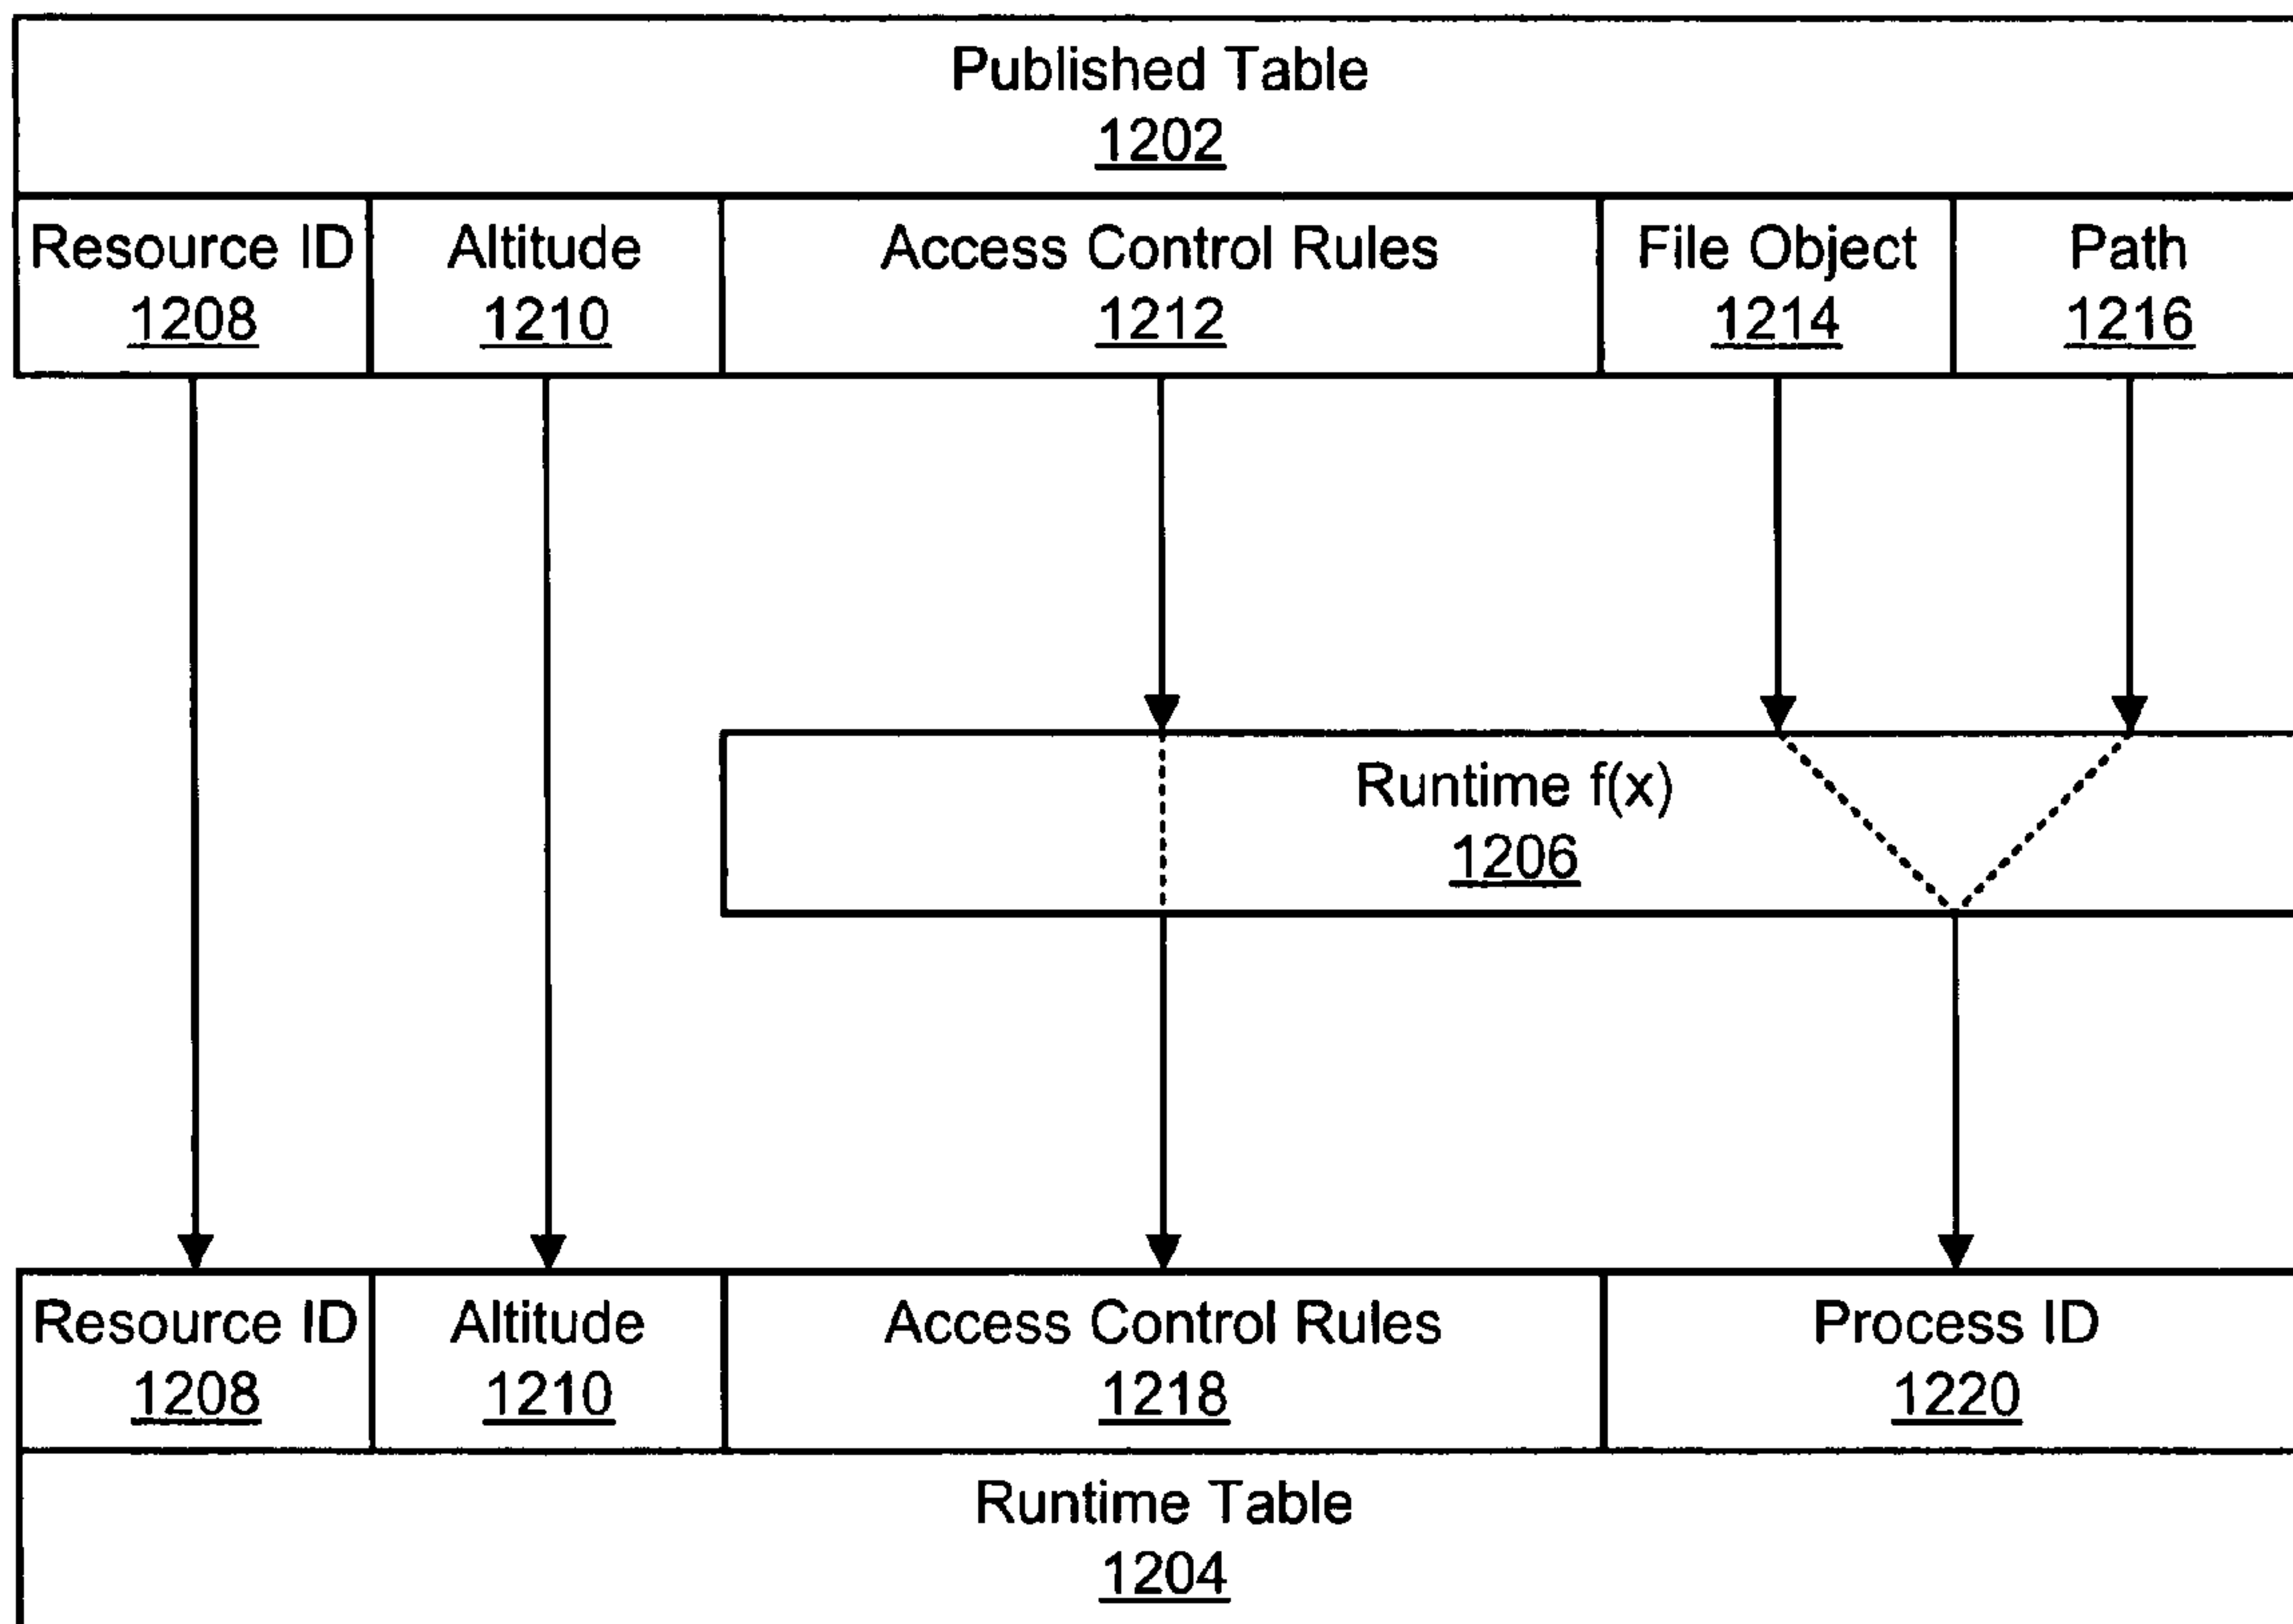 Published Table
1202
Resource ID
1208
Altitude
1210
Access Control Rules
1212
File Object
1214
Path
1216
Runtime f(x)
1206
Resource ID
1208
Altitude
1210
Access Control Rules
1218
Process ID
1220
Runtime Table
1204